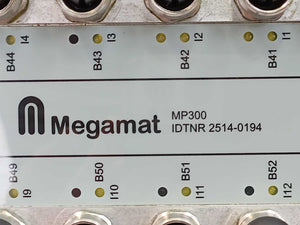 B44 I4 I3 B43 I2 B42 I1 B41
Megamat
MP300
IDTNR 2514-0194
B49 I9 B50 I10 B51 I11 B52 I12